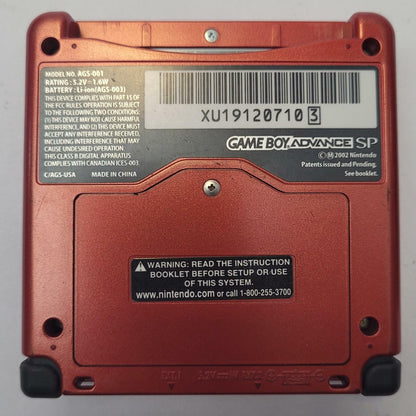 MODEL NO. AGS-001
RATING : 5.2V⎓1.6W
BATTERY : Li-ion(AGS-003)
THIS DEVICE COMPLIES WITH PART 15 OF
THE FCC RULES. OPERATION IS SUBJECT
TO THE FOLLOWING TWO CONDITIONS:
(1) THIS DEVICE MAY NOT CAUSE HARMFUL
INTERFERENCE, AND (2) THIS DEVICE MUST
ACCEPT ANY INTERFERENCE RECEIVED,
INCLUDING INTERFERENCE THAT MAY
CAUSE UNDESIRED OPERATION.
THIS CLASS B DIGITAL APPARATUS
COMPLIES WITH CANADIAN ICES-003
C/AGS-USA MADE IN CHINA
XU19120710 3
GAME BOY ADVANCE SP
©Ⓜ2002 Nintendo
Patents issued and Pending.
See booklet.
WARNING: READ THE INSTRUCTION
BOOKLET BEFORE SETUP OR USE
OF THIS SYSTEM.
www.nintendo.com or call 1-800-255-3700